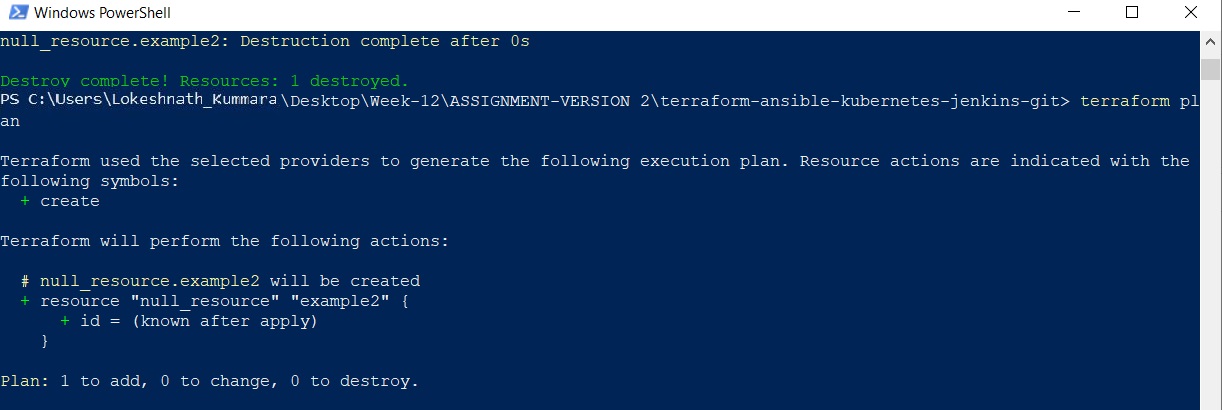 Windows PowerShell
null_resource.example2: Destruction complete after 0s
Destroy complete! Resources: 1 destroyed.
PS C:\Users\Lokeshnath_Kummara\Desktop\Week-12\ASSIGNMENT-VERSION 2\terraform-ansible-kubernetes-jenkins-git> terraform pl
an
Terraform used the selected providers to generate the following execution plan. Resource actions are indicated with the
following symbols:
  + create
Terraform will perform the following actions:
  # null_resource.example2 will be created
  + resource "null_resource" "example2" {
      + id = (known after apply)
    }
Plan: 1 to add, 0 to change, 0 to destroy.